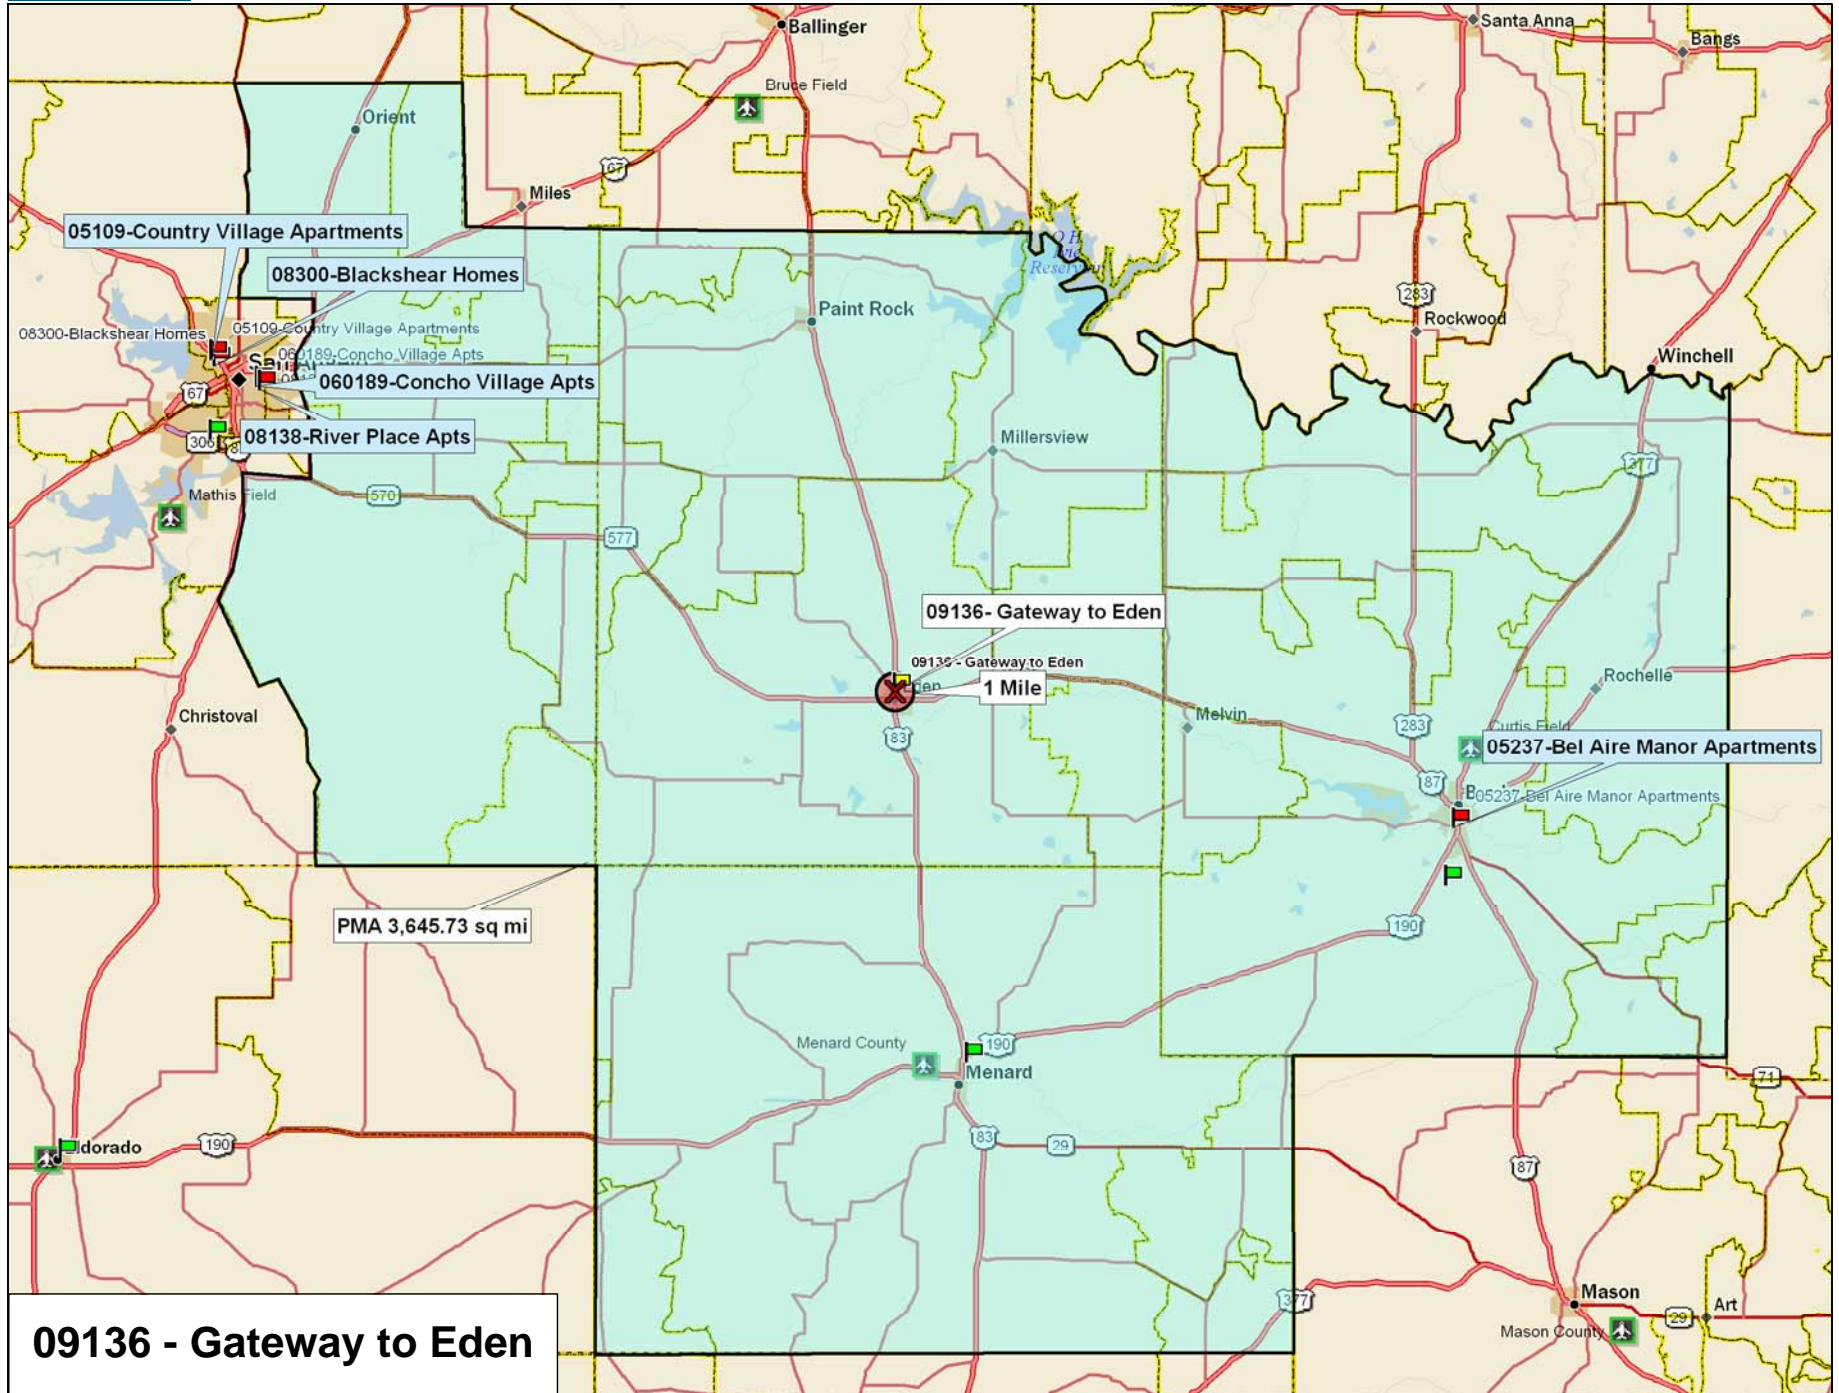 Ballinger
Santa Anna
Bangs
Bruce Field
Orient
67
Miles
05109-Country Village Apartments
O H
Ivie
Reservoir
08300-Blackshear Homes
283
Paint Rock
Rockwood
08300-Blackshear Homes
05109-Country Village Apartments
060189-Concho Village Apts
Winchell
060189-Concho Village Apts
67
306
08138-River Place Apts
Millersview
377
Mathis Field
570
577
09136- Gateway to Eden
09136 - Gateway to Eden
Eden
1 Mile
Rochelle
Christoval
Melvin
283
Curtis Field
83
05237-Bel Aire Manor Apartments
87
05237-Bel Aire Manor Apartments
PMA 3,645.73 sq mi
190
Menard County
190
Menard
71
83
29
190
Eldorado
87
377
Mason
Art
29
Mason County
09136 - Gateway to Eden